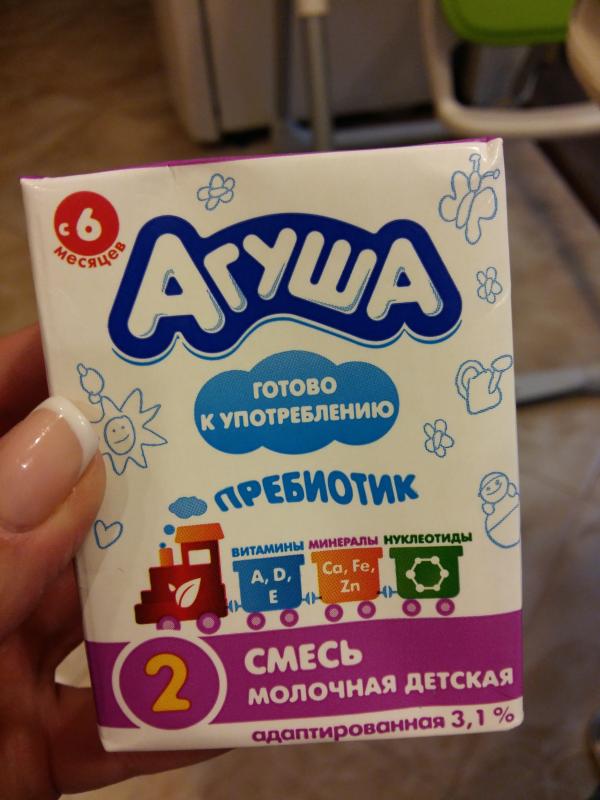 с 6
месяцев
АГУША
ГОТОВО
К УПОТРЕБЛЕНИЮ
ПРЕБИОТИК
ВИТАМИНЫ МИНЕРАЛЫ НУКЛЕОТИДЫ
A, D,
E
Ca, Fe,
Zn
2
СМЕСЬ
МОЛОЧНАЯ ДЕТСКАЯ
адаптированная 3,1 %